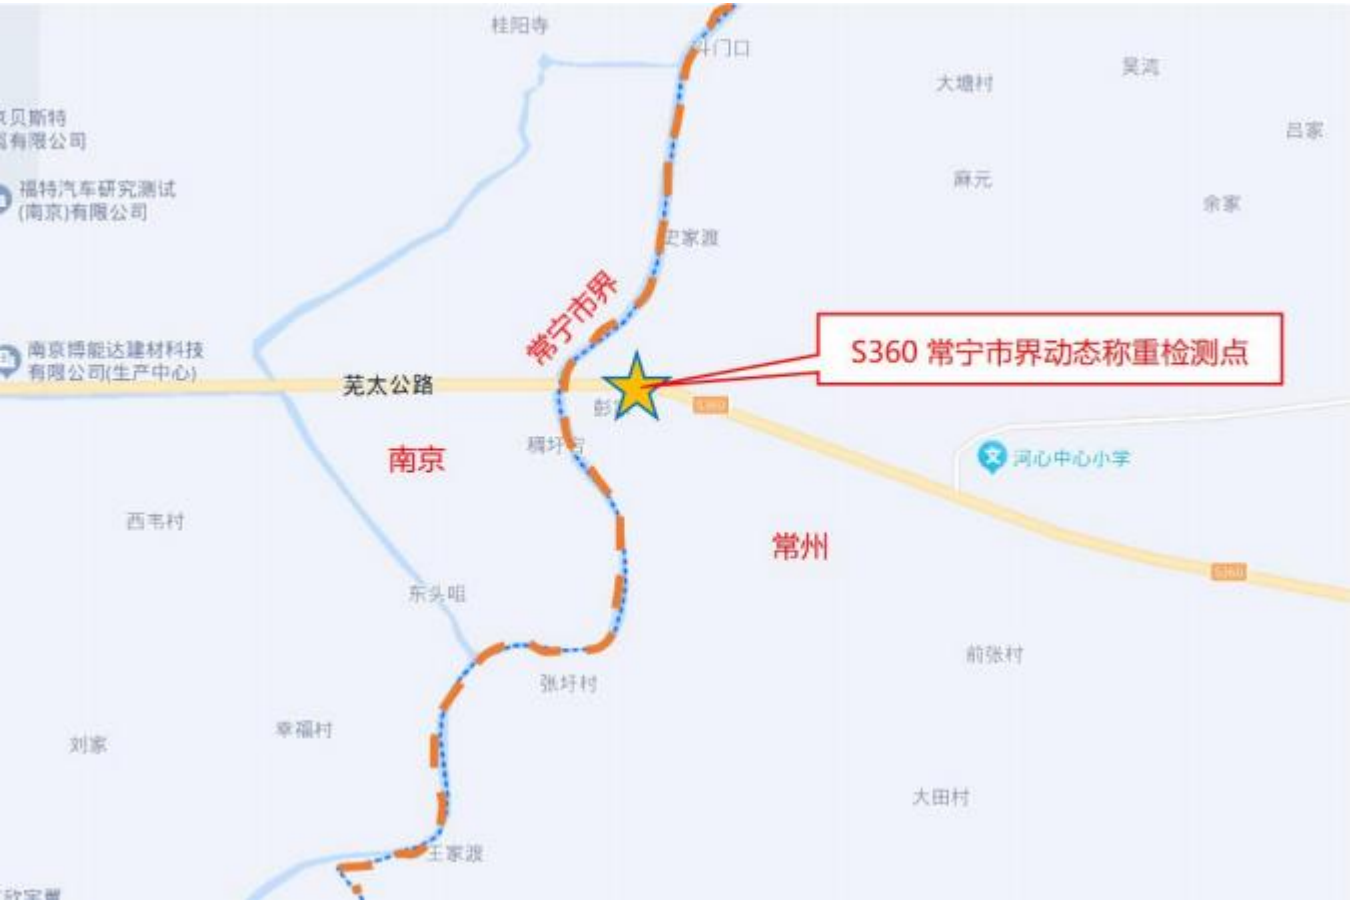 桂阳寺
斗门口
吴湾
大塘村
吕家
贝斯特
有限公司
麻元
福特汽车研究测试
(南京)有限公司
余家
史家渡
常宁市界
S360 常宁市界动态称重检测点
南京博能达建材科技
有限公司(生产中心)
芜太公路
彭
S360
稠圩
南京
文
河心中心小学
西韦村
常州
S360
东头咀
前张村
张圩村
幸福村
刘家
大田村
王家渡